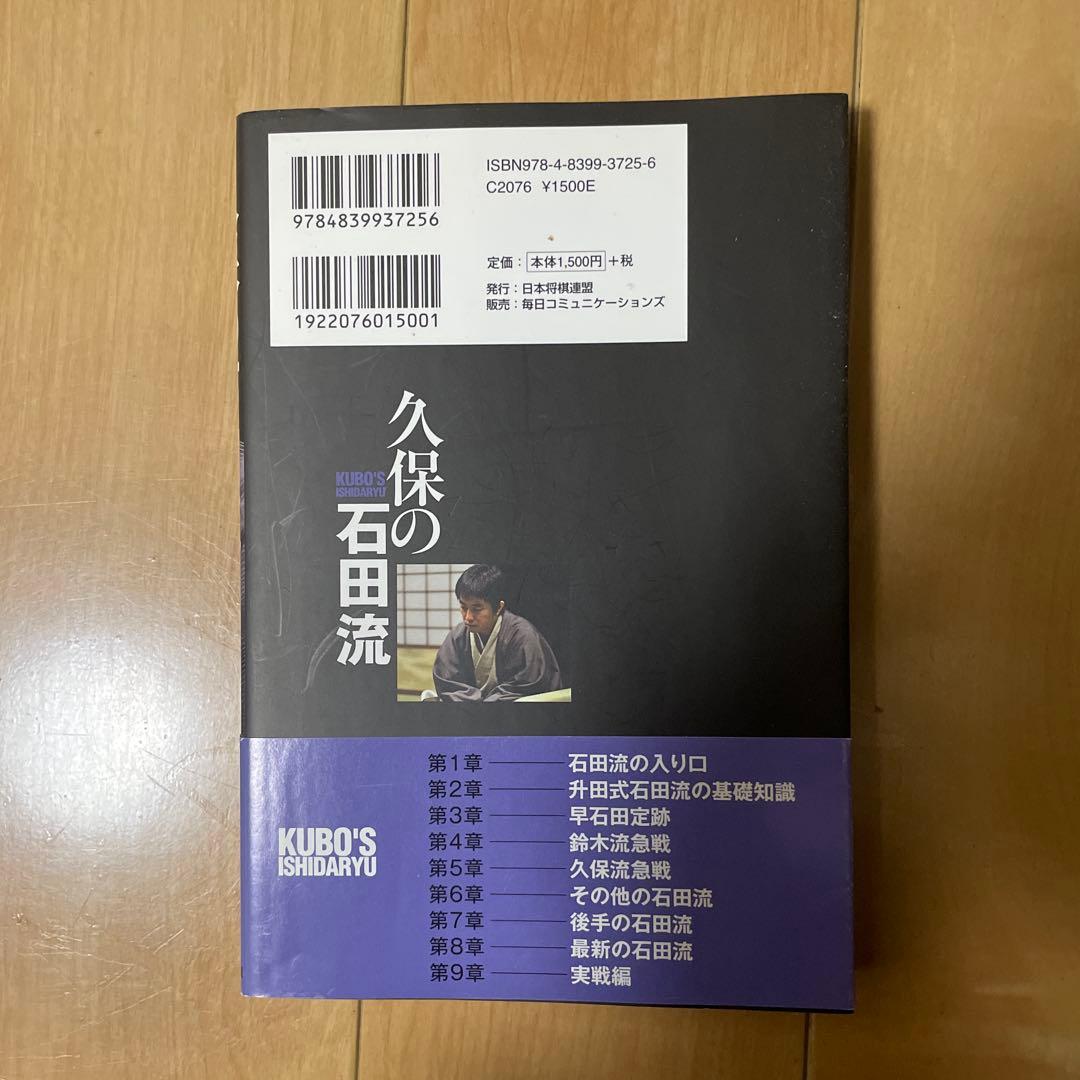 9784839937256
ISBN978-4-8399-3725-6
C2076 ¥1500E
1922076015001
定価：本体1,500円+税
発行：日本将棋連盟
販売：毎日コミュニケーションズ
久保の
KUBO'S
ISHIDARYU
石田流
KUBO'S
ISHIDARYU
第1章 石田流の入り口
第2章 升田式石田流の基礎知識
第3章 早石田定跡
第4章 鈴木流急戦
第5章 久保流急戦
第6章 その他の石田流
第7章 後手の石田流
第8章 最新の石田流
第9章 実戦編